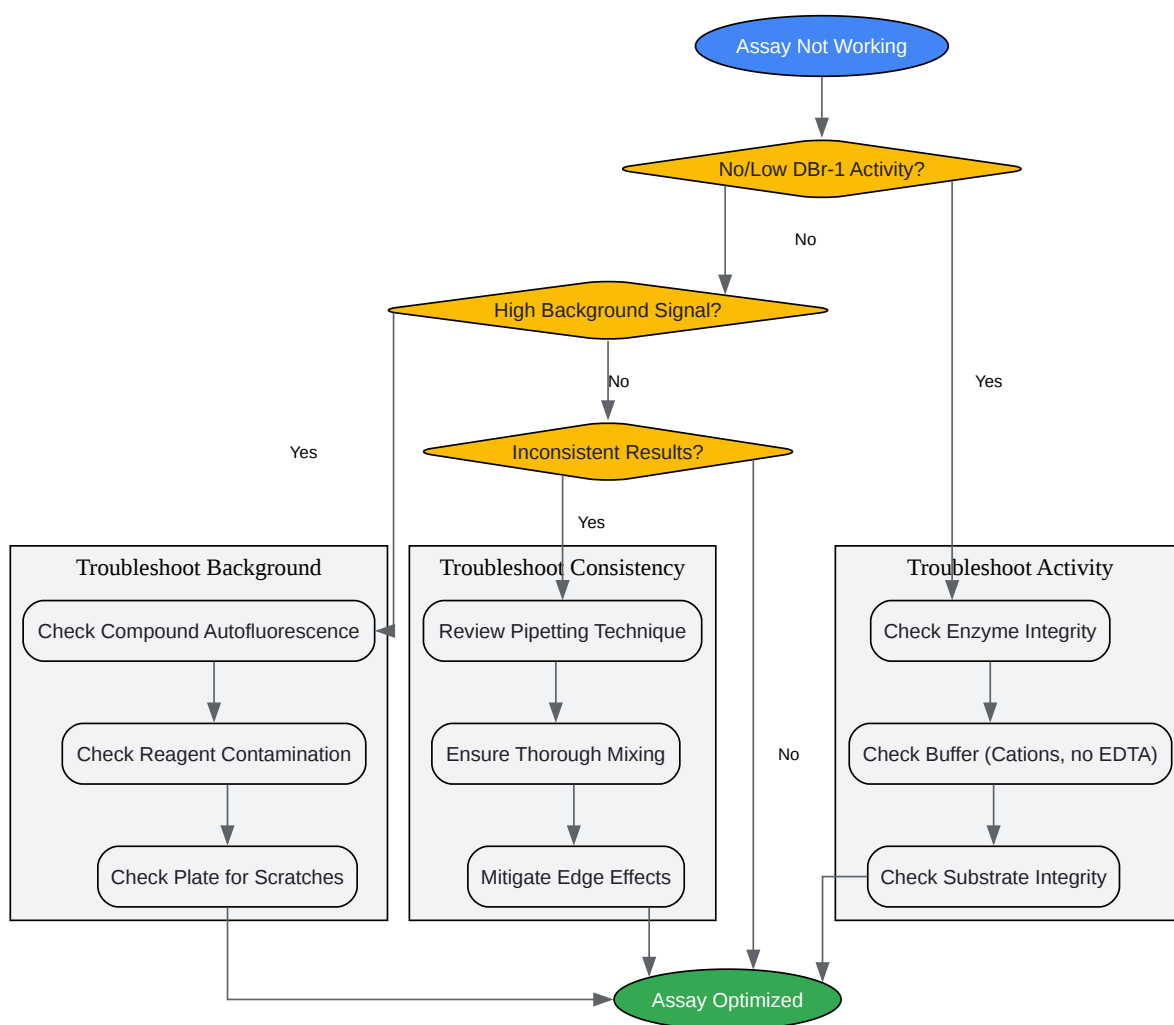 Assay Not Working
No/Low DBr-1 Activity?
No
High Background Signal?
No
Yes
Yes
Inconsistent Results?
Yes
Troubleshoot Background
Troubleshoot Consistency
Troubleshoot Activity
Check Compound Autofluorescence
Review Pipetting Technique
Check Enzyme Integrity
Check Reagent Contamination
Ensure Thorough Mixing
No
Check Buffer (Cations, no EDTA)
Check Plate for Scratches
Mitigate Edge Effects
Check Substrate Integrity
Assay Optimized